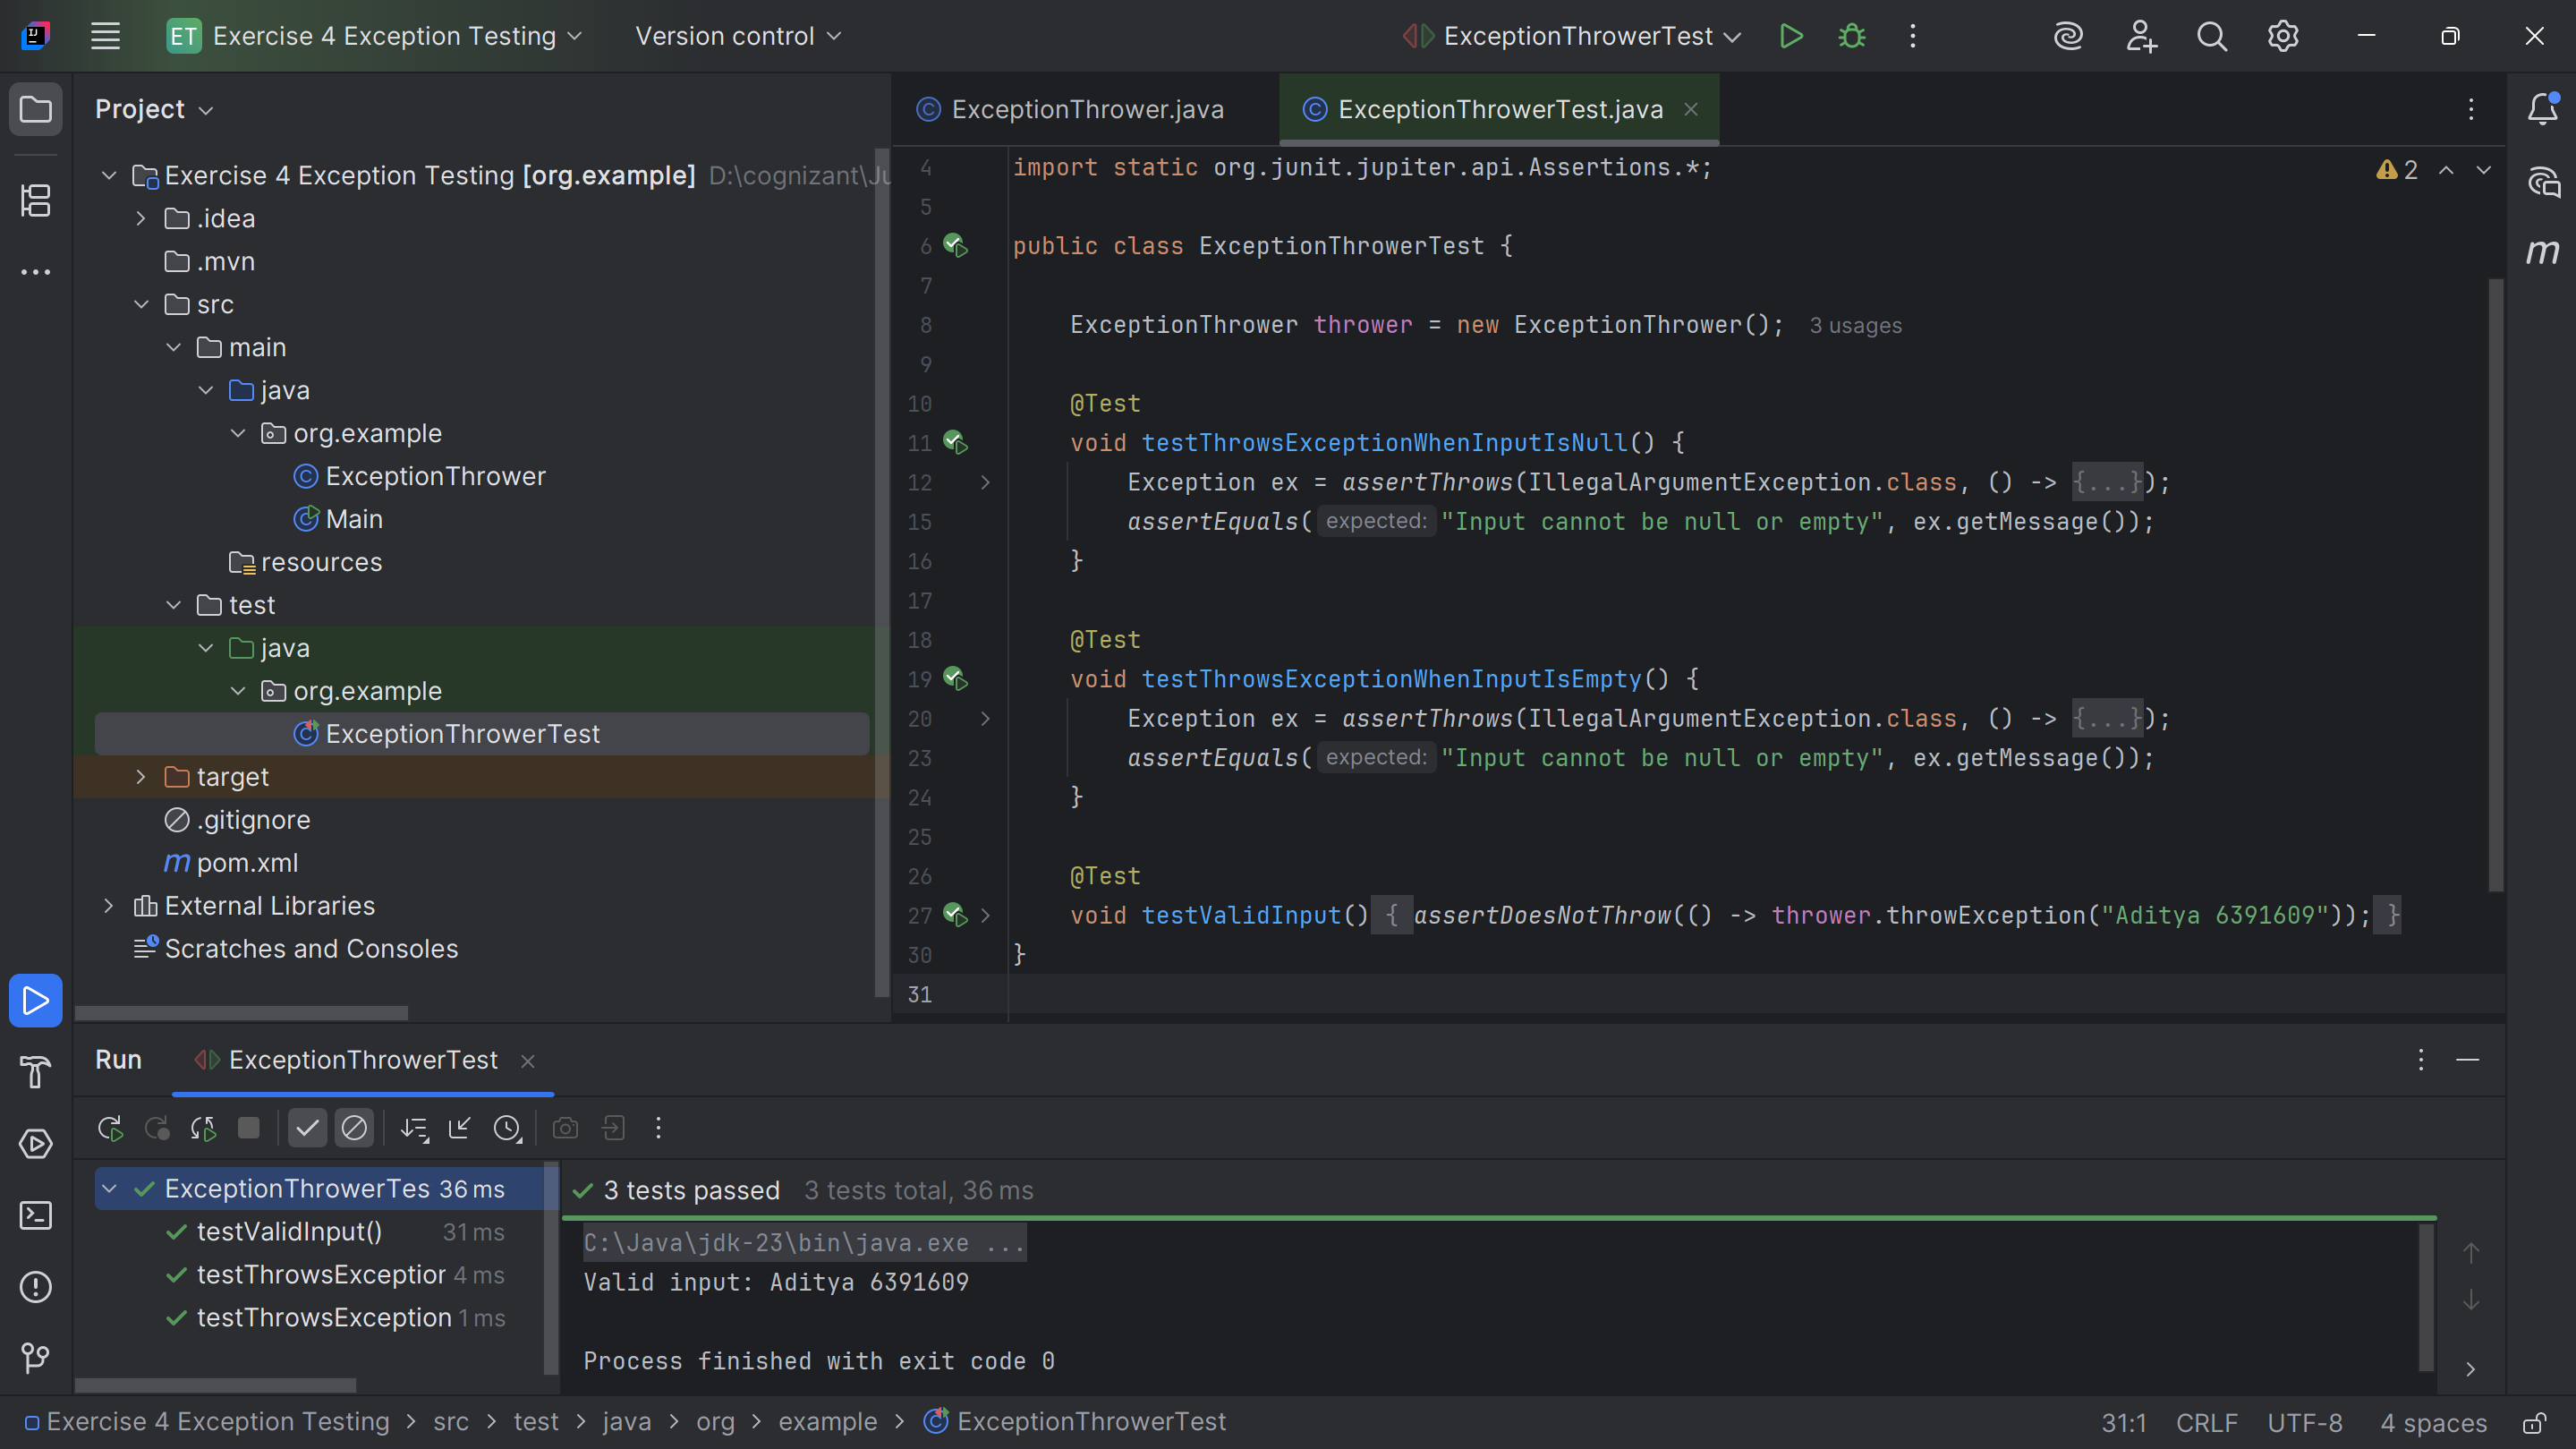 ET Exercise 4 Exception Testing Version control ExceptionThrowerTest
Project
ExceptionThrower.java ExceptionThrowerTest.java
Exercise 4 Exception Testing [org.example] D:\cognizant\Ju
.idea
.mvn
src
main
java
org.example
ExceptionThrower
Main
resources
test
java
org.example
ExceptionThrowerTest
target
.gitignore
pom.xml
External Libraries
Scratches and Consoles
2
4 import static org.junit.jupiter.api.Assertions.*;
5
6 public class ExceptionThrowerTest {
7
8 ExceptionThrower thrower = new ExceptionThrower(); 3 usages
9
10 @Test
11 void testThrowsExceptionWhenInputIsNull() {
12 Exception ex = assertThrows(IllegalArgumentException.class, () -> {...});
15 assertEquals( expected: "Input cannot be null or empty", ex.getMessage());
16 }
17
18 @Test
19 void testThrowsExceptionWhenInputIsEmpty() {
20 Exception ex = assertThrows(IllegalArgumentException.class, () -> {...});
23 assertEquals( expected: "Input cannot be null or empty", ex.getMessage());
24 }
25
26 @Test
27 void testValidInput() { assertDoesNotThrow(() -> thrower.throwException("Aditya 6391609")); }
30 }
31
Run ExceptionThrowerTest
ExceptionThrowerTes 36 ms
testValidInput() 31 ms
testThrowsExceptior 4 ms
testThrowsException 1 ms
3 tests passed 3 tests total, 36 ms
C:\Java\jdk-23\bin\java.exe ...
Valid input: Aditya 6391609
Process finished with exit code 0
Exercise 4 Exception Testing > src > test > java > org > example > ExceptionThrowerTest
31:1 CRLF UTF-8 4 spaces